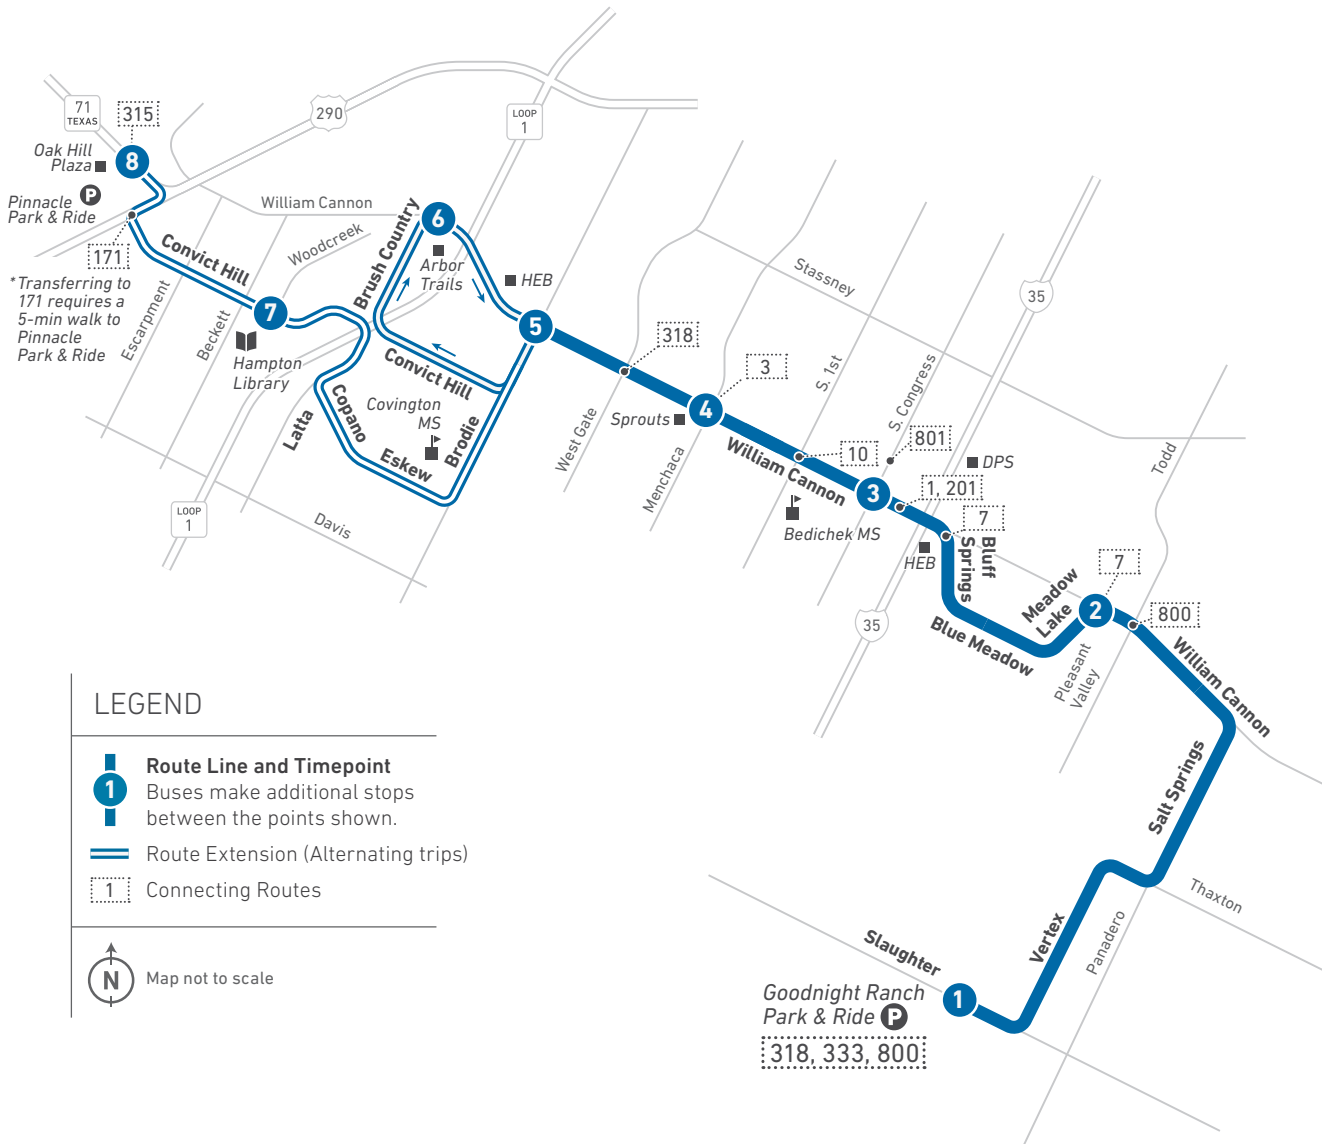 71
TEXAS
315
290
LOOP
1
Oak Hill
Plaza
8
Pinnacle
Park & Ride
P
William Cannon
6
171
Convict Hill
Woodcreek
Brush Country
Arbor
Trails
HEB
*Transferring to
171 requires a
5-min walk to
Pinnacle
Park & Ride
Escarpment
Beckett
7
Hampton
Library
5
Convict Hill
Latta
Copano
Covington
MS
Eskew
Brodie
LOOP
1
Davis
318
3
Stassney
35
West Gate
Sprouts
4
Menchaca
S. 1st
S. Congress
William Cannon
10
801
3
DPS
1, 201
7
Bedichek MS
HEB
Bluff
Springs
Todd
7
Meadow
Lake
2
800
35
Blue Meadow
Pleasant
Valley
William Cannon
Salt Springs
Thaxton
Vertex
Panadero
Slaughter
1
Goodnight Ranch
Park & Ride P
318, 333, 800
LEGEND
1
Route Line and Timepoint
Buses make additional stops
between the points shown.
Route Extension (Alternating trips)
1
Connecting Routes
N
Map not to scale